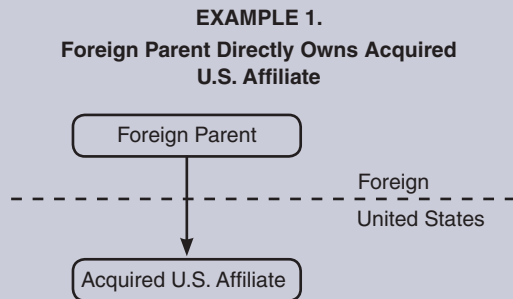 EXAMPLE 1.
Foreign Parent Directly Owns Acquired
U.S. Affiliate
Foreign Parent
Foreign
United States
Acquired U.S. Affiliate